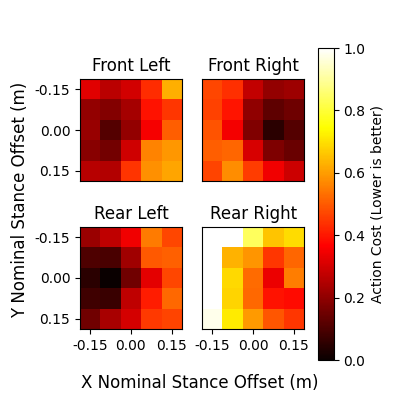 Front Left
Front Right
-0.15
0.00
0.15
Rear Left
Rear Right
-0.15
0.00
0.15
-0.15 0.00 0.15
-0.15 0.00 0.15
X Nominal Stance Offset (m)
Y Nominal Stance Offset (m)
1.0
0.8
0.6
0.4
0.2
0.0
Action Cost (Lower is better)